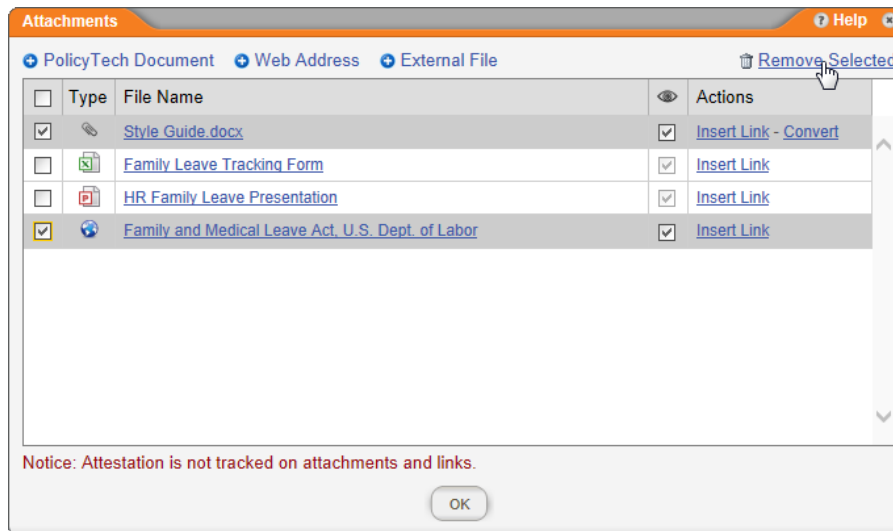 Attachments Help
PolicyTech Document Web Address External File Remove Selected
Type File Name Actions
Style Guide.docx Insert Link - Convert
Family Leave Tracking Form Insert Link
HR Family Leave Presentation Insert Link
Family and Medical Leave Act, U.S. Dept. of Labor Insert Link
Notice: Attestation is not tracked on attachments and links.
OK